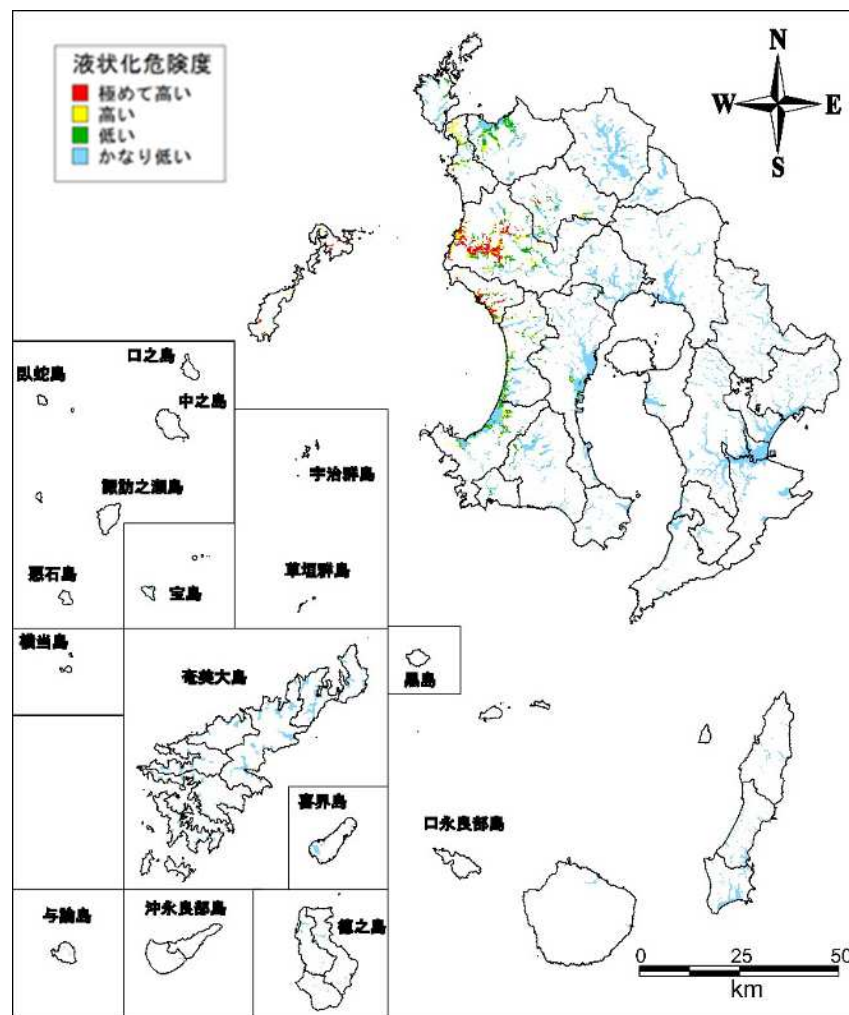 液状化危険度
極めて高い
高い
低い
かなり低い
N
W
E
S
口之島
臥蛇島
中之島
諏訪之瀬島
悪石島
宝島
宇治群島
草垣群島
横当島
奄美大島
黒島
喜界島
口永良部島
与論島
沖永良部島
徳之島
0 25 50
km